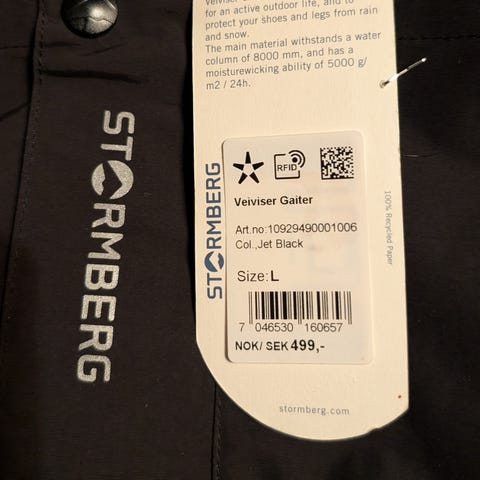 for an active outdoor life, and to
protect your shoes and legs from rain
and snow.
The main material withstands a water
column of 8000 mm, and has a
moisturewicking ability of 5000 g/
m2 / 24h.
STORMBERG
RFID
Veiviser Gaiter
Art.no:10929490001006
Col.,Jet Black
Size: L
7 046530 160657
NOK/ SEK 499,-
STORMBERG
100% Recycled Paper
stormberg.com